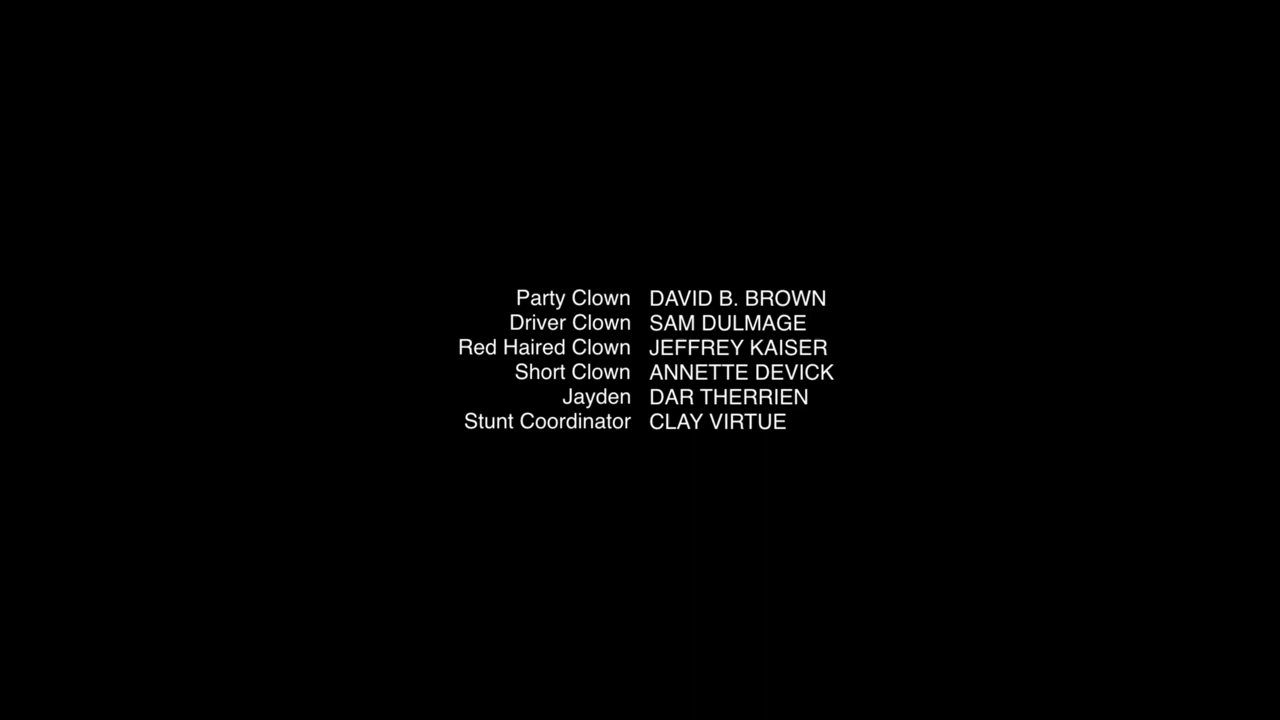 Party Clown DAVID B. BROWN
Driver Clown SAM DULMAGE
Red Haired Clown JEFFREY KAISER
Short Clown ANNETTE DEVICK
Jayden DAR THERRIEN
Stunt Coordinator CLAY VIRTUE